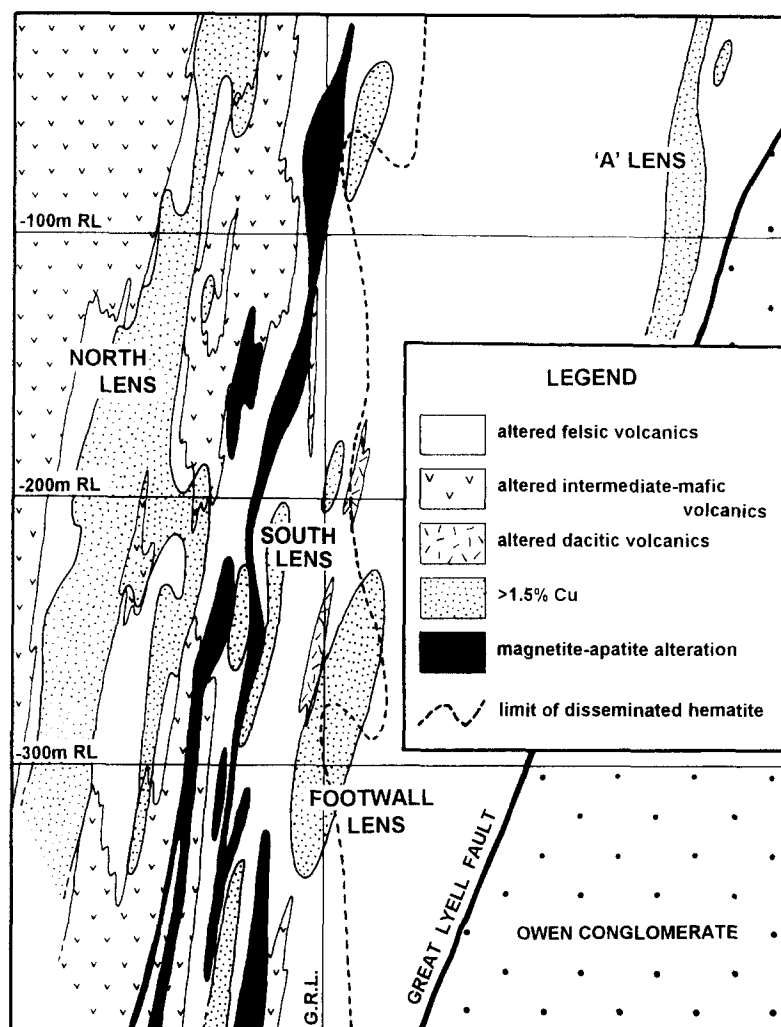 'A' LENS
-100m RL
NORTH
LENS
LEGEND
altered felsic volcanics
altered intermediate-mafic
volcanics
altered dacitic volcanics
>1.5% Cu
magnetite-apatite alteration
limit of disseminated hematite
-200m RL
SOUTH
LENS
-300m RL
FOOTWALL
LENS
GREAT LYELL FAULT
OWEN CONGLOMERATE
G.R.L.